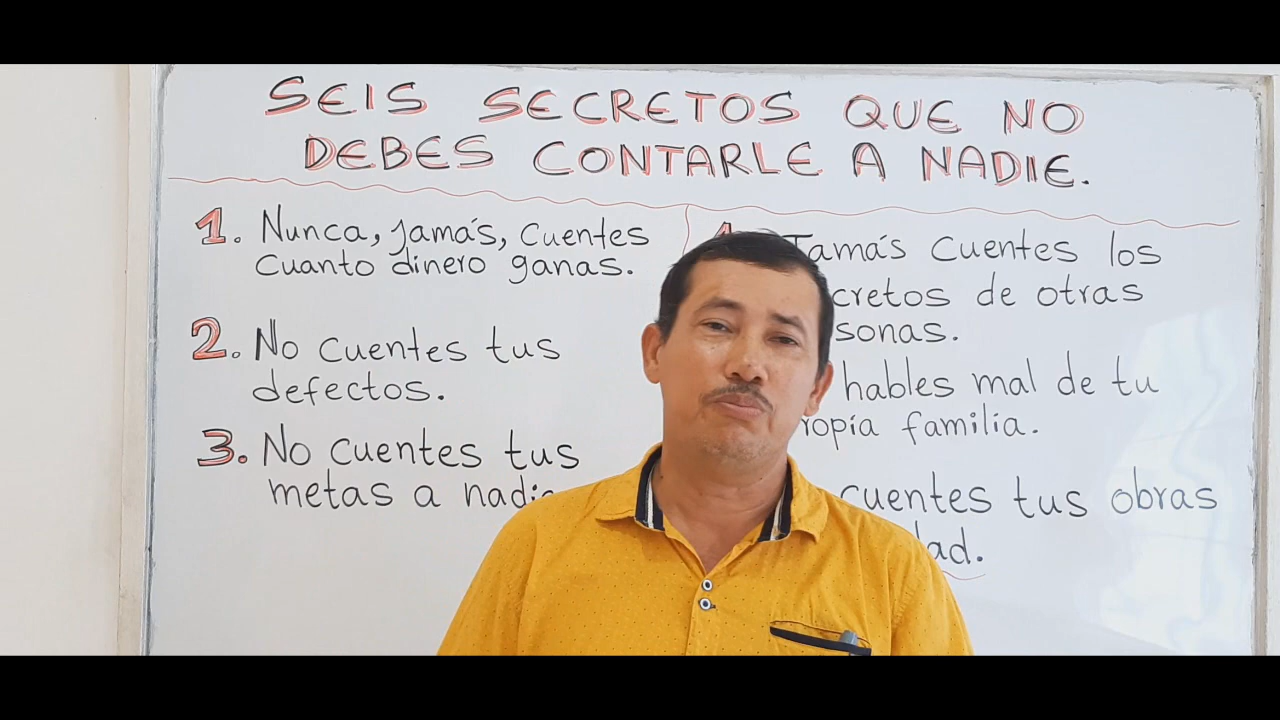 SEIS SECRETOS QUE NO
DEBES CONTARLE A NADIE.
1. Nunca, jamás, cuentes
cuanto dinero ganas.
2. No cuentes tus
defectos.
3. No cuentes tus
metas a nadie
Jamás cuentes los
cretos de otras
sonas.
hables mal de tu
ropía familia.
cuentes tus obras
dad.